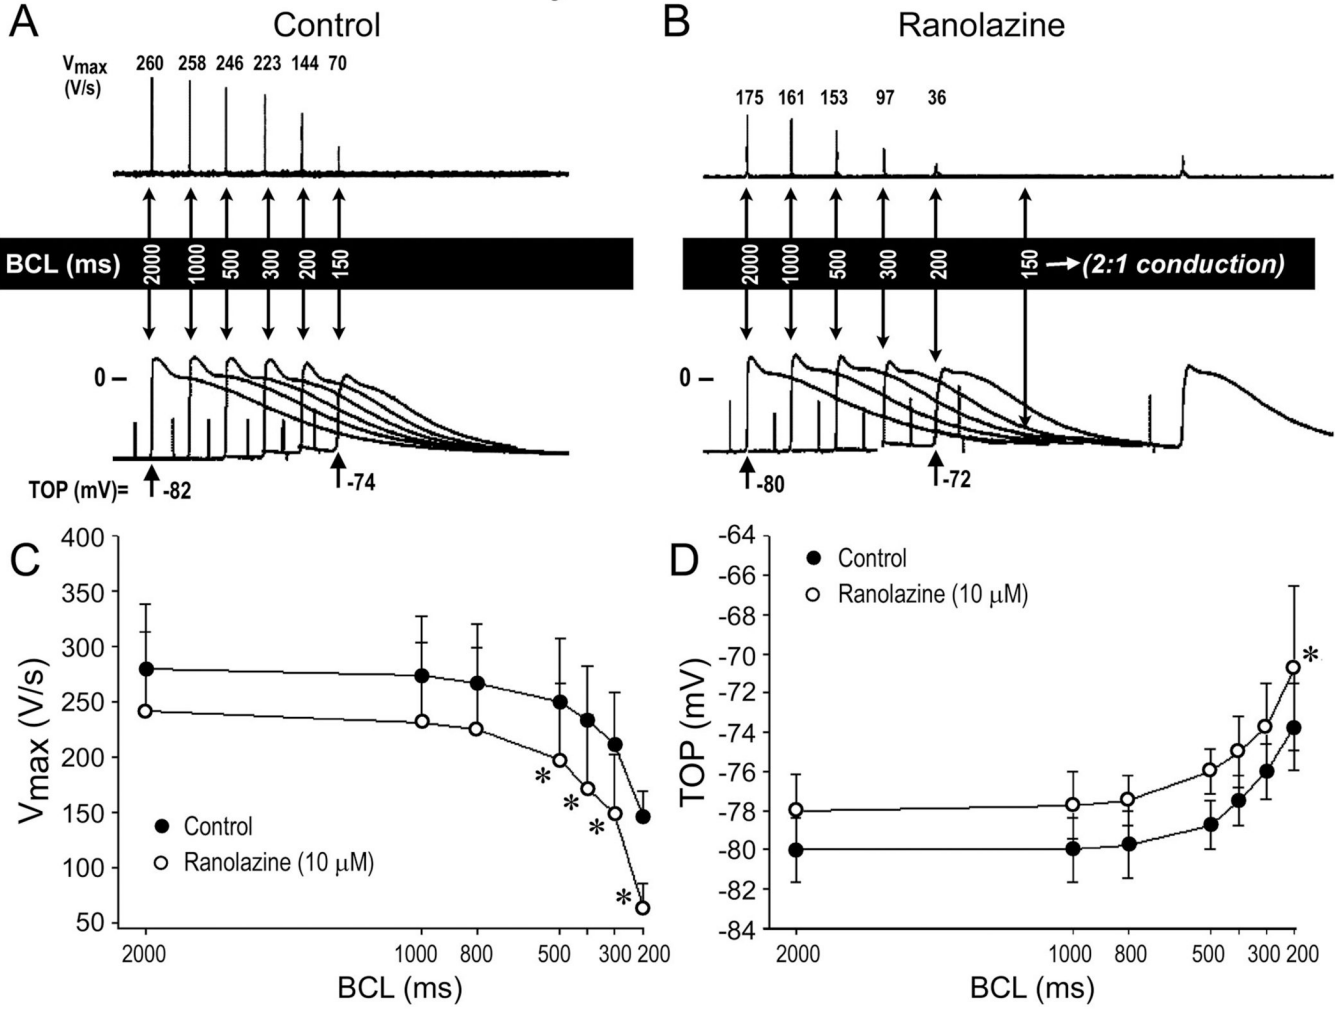 A Control
V max 260 258 246 223 144 70
(V/s)
BCL (ms) 2000 1000 500 300 200 150
0
TOP (mV)= -82 -74
B Ranolazine
175 161 153 97 36
2000 1000 500 300 200 150 (2:1 conduction)
0
-80 -72
C
400
350
300
250
200
150
100
50
Vmax (V/s)
Control
Ranolazine (10 μM)
* * * *
2000 1000 800 500 300 200
BCL (ms)
D
-64
-66
-68
-70
-72
-74
-76
-78
-80
-82
-84
TOP (mV)
Control
Ranolazine (10 μM)
*
2000 1000 800 500 300 200
BCL (ms)